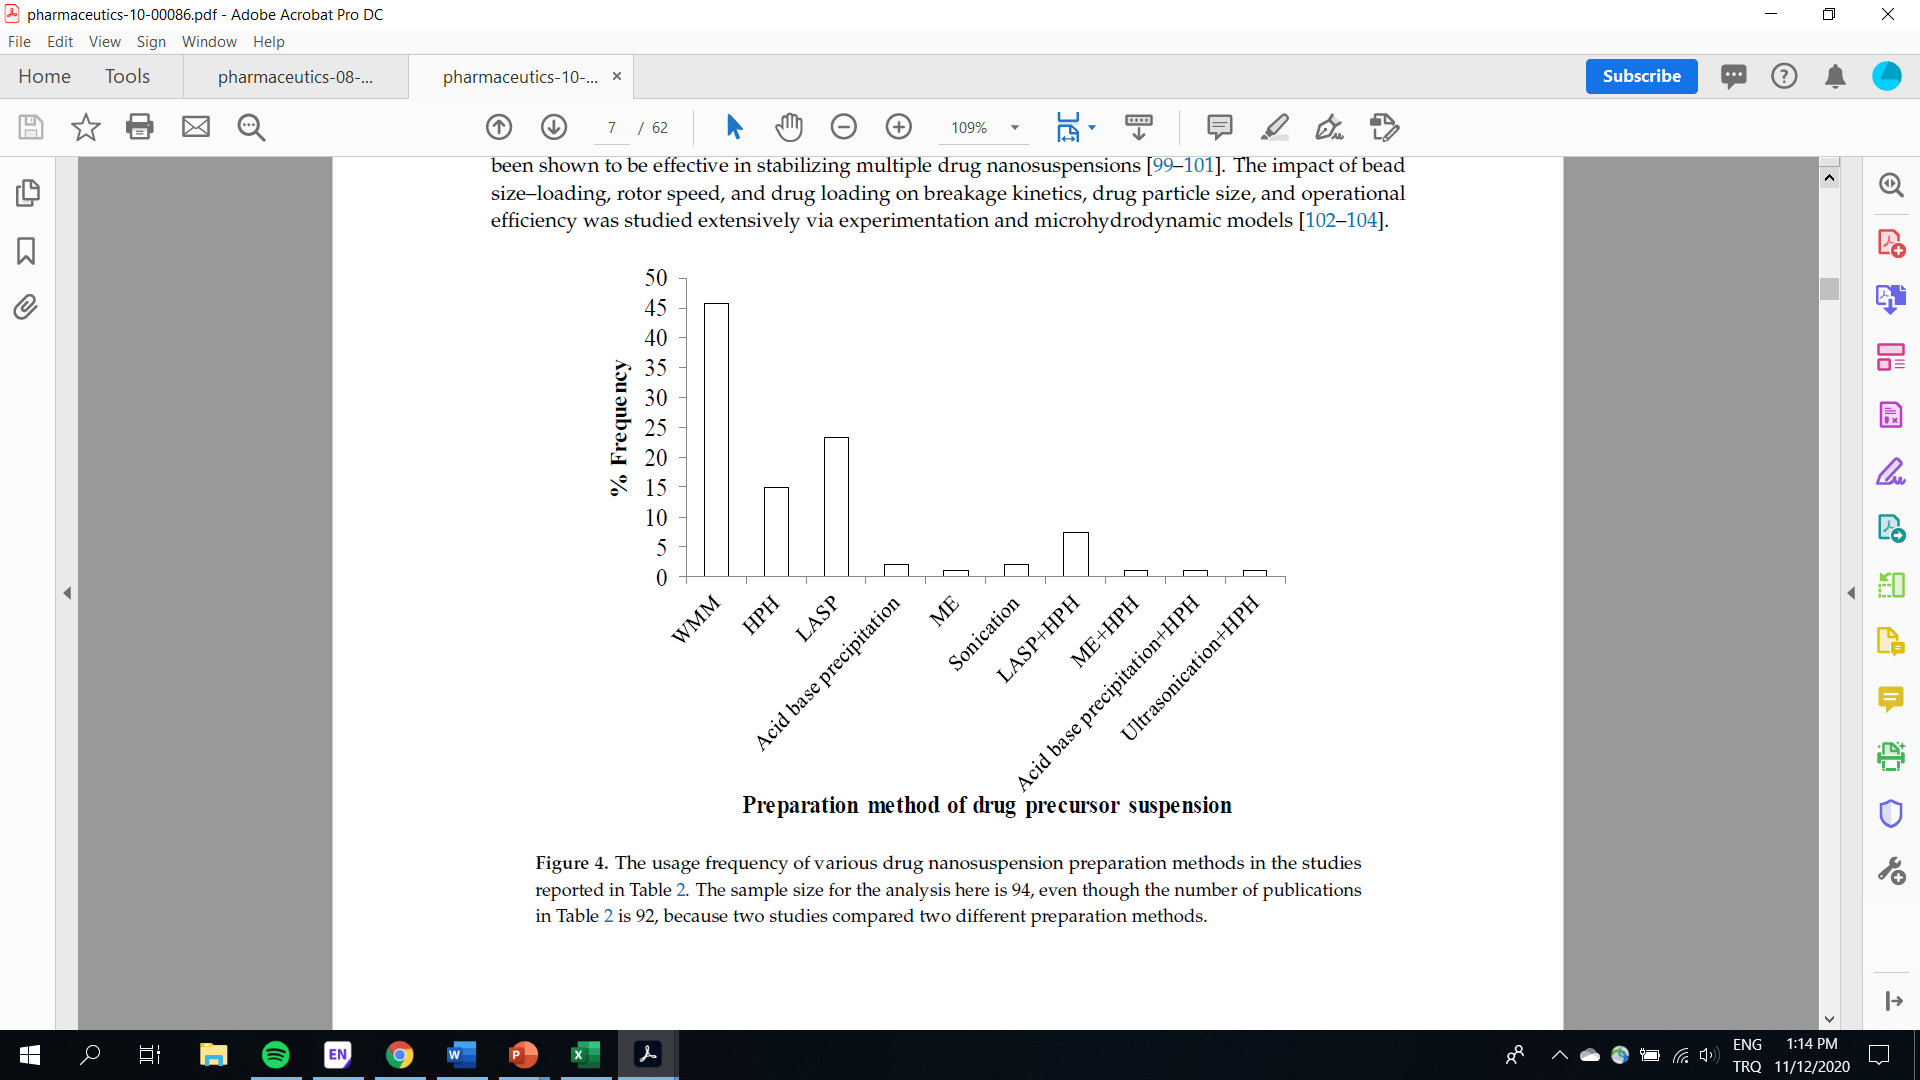 pharmaceutics-10-00086.pdf - Adobe Acrobat Pro DC
File Edit View Sign Window Help
Home Tools pharmaceutics-08-... pharmaceutics-10-... × Subscribe
7 / 62 109%
been shown to be effective in stabilizing multiple drug nanosuspensions [99–101]. The impact of bead
size–loading, rotor speed, and drug loading on breakage kinetics, drug particle size, and operational
efficiency was studied extensively via experimentation and microhydrodynamic models [102–104].
% Frequency
50
45
40
35
30
25
20
15
10
5
0
WMM
HPH
LASP
Acid base precipitation
ME
Sonication
LASP+HPH
ME+HPH
Acid base precipitation+HPH
Ultrasonication+HPH
Preparation method of drug precursor suspension
Figure 4. The usage frequency of various drug nanosuspension preparation methods in the studies
reported in Table 2. The sample size for the analysis here is 94, even though the number of publications
in Table 2 is 92, because two studies compared two different preparation methods.
EN
W
P
X
ENG
TRQ
1:14 PM
11/12/2020